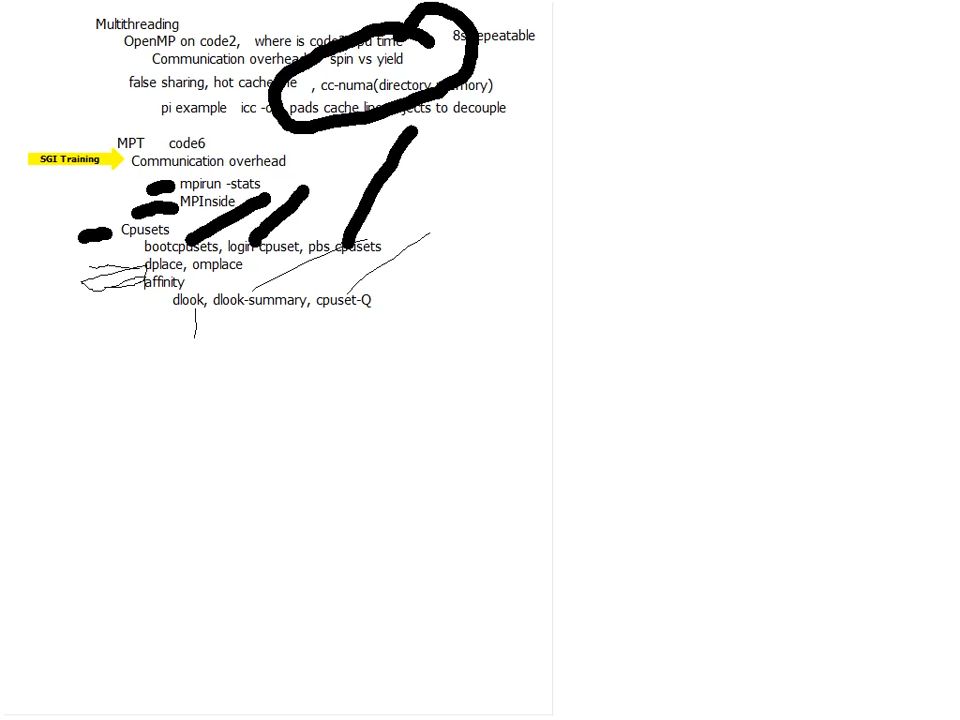 Multithreading
OpenMP on code2, where is time
8s repeatable
Communication overhead spin vs yield
false sharing, hot cache , cc-numa(directory memory)
pi example icc pads cache to decouple
MPT code6
SGI Training
Communication overhead
mpirun -stats
MPInside
Cpusets
bootcpusets, login cpuset, pbs cpusets
dplace, omplace
affinity
dlook, dlook-summary, cpuset-Q